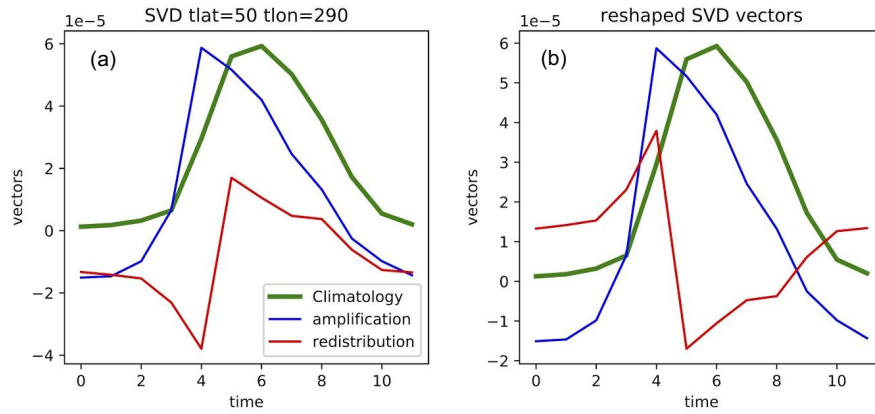 SVD tlat=50 tlon=290
1e−5
(a)
vectors
6
4
2
0
−2
−4
Climatology
amplification
redistribution
0 2 4 6 8 10
time
reshaped SVD vectors
1e−5
(b)
vectors
6
5
4
3
2
1
0
−1
−2
0 2 4 6 8 10
time